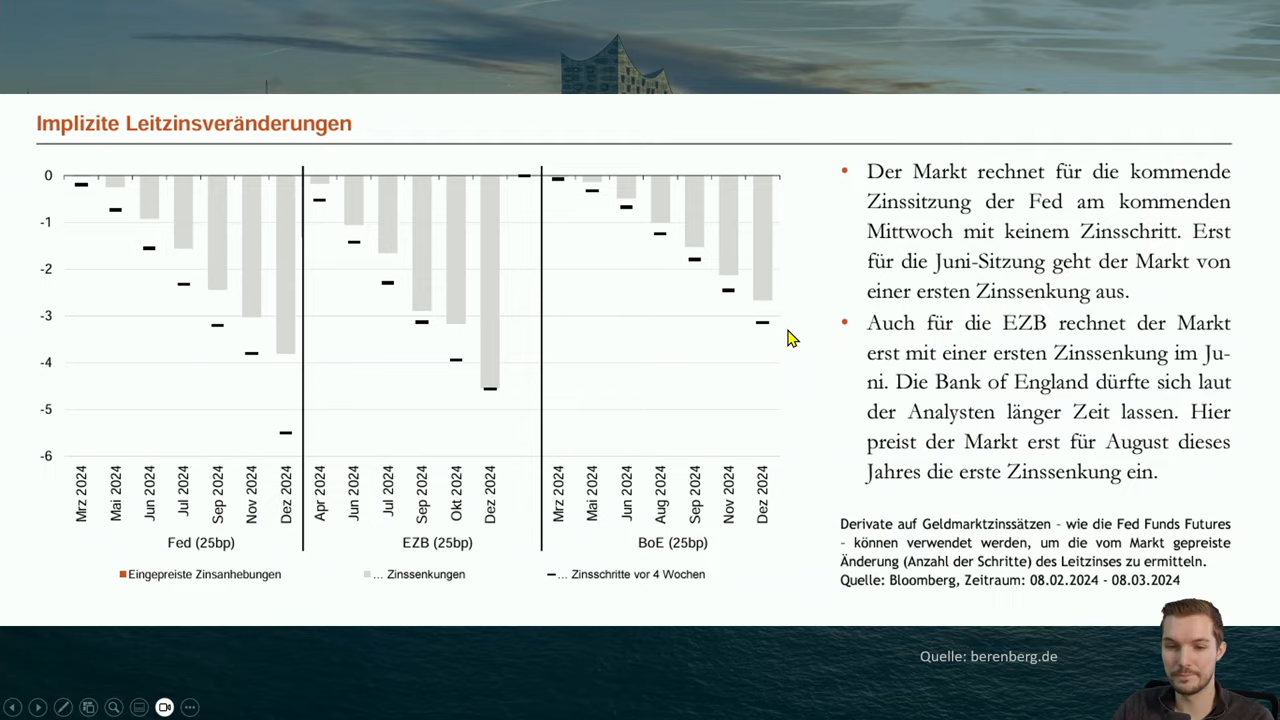 Implizite Leitzinsveränderungen
0
-1
-2
-3
-4
-5
-6
Mrz 2024
Mai 2024
Jun 2024
Jul 2024
Sep 2024
Nov 2024
Dez 2024
Apr 2024
Jun 2024
Jul 2024
Sep 2024
Okt 2024
Dez 2024
Mrz 2024
Mai 2024
Jun 2024
Aug 2024
Sep 2024
Nov 2024
Dez 2024
Fed (25bp)
EZB (25bp)
BoE (25bp)
Eingepreiste Zinsanhebungen
... Zinssenkungen
... Zinsschritte vor 4 Wochen
• Der Markt rechnet für die kommende
Zinssitzung der Fed am kommenden
Mittwoch mit keinem Zinsschritt. Erst
für die Juni-Sitzung geht der Markt von
einer ersten Zinssenkung aus.
• Auch für die EZB rechnet der Markt
erst mit einer ersten Zinssenkung im Ju-
ni. Die Bank of England dürfte sich laut
der Analysten länger Zeit lassen. Hier
preist der Markt erst für August dieses
Jahres die erste Zinssenkung ein.
Derivate auf Geldmarktzinssätzen - wie die Fed Funds Futures
- können verwendet werden, um die vom Markt gepreiste
Änderung (Anzahl der Schritte) des Leitzinses zu ermitteln.
Quelle: Bloomberg, Zeitraum: 08.02.2024 - 08.03.2024
Quelle: berenberg.de